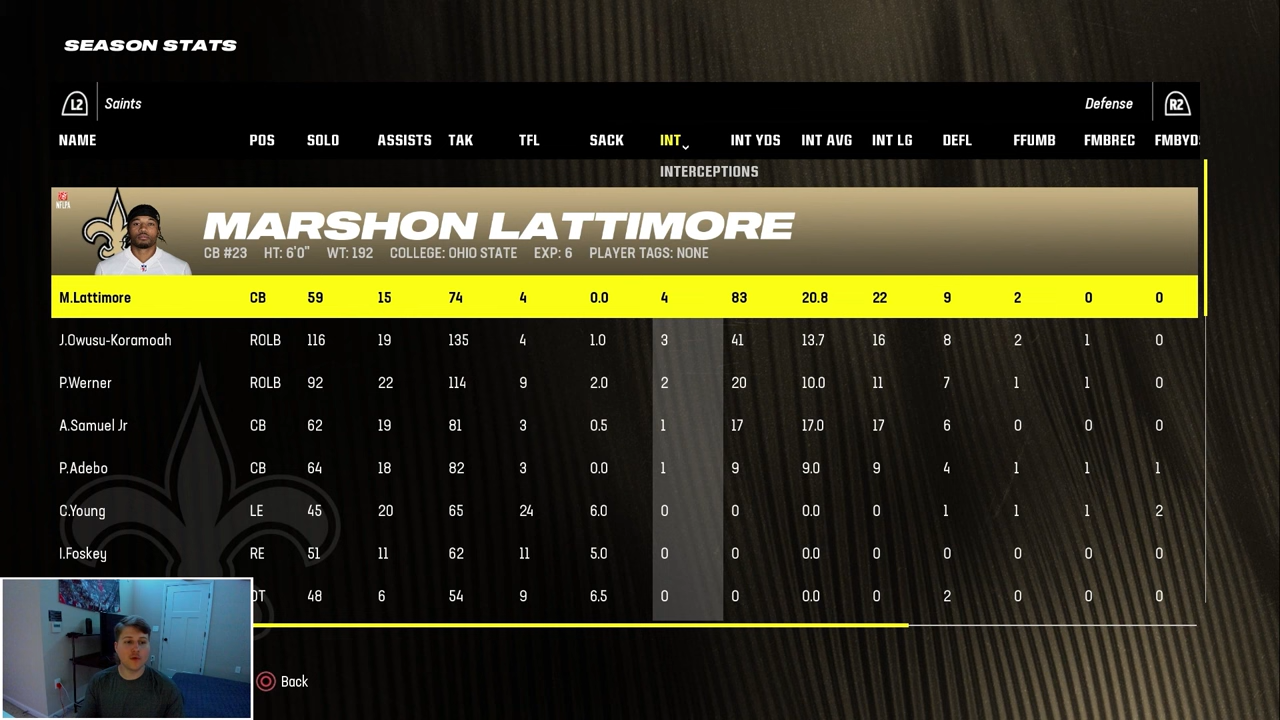 SEASON STATS
L2 Saints Defense R2
NAME POS SOLO ASSISTS TAK TFL SACK INT INT YDS INT AVG INT LG DEFL FFUMB FMBREC FMBYD
INTERCEPTIONS
NFLPA
MARSHON LATTIMORE
CB #23 HT: 6'0" WT: 192 COLLEGE: OHIO STATE EXP: 6 PLAYER TAGS: NONE
M.Lattimore CB 59 15 74 4 0.0 4 83 20.8 22 9 2 0 0
J.Owusu-Koramoah ROLB 116 19 135 4 1.0 3 41 13.7 16 8 2 1 0
P.Werner ROLB 92 22 114 9 2.0 2 20 10.0 11 7 1 1 0
A.Samuel Jr CB 62 19 81 3 0.5 1 17 17.0 17 6 0 0 0
P.Adebo CB 64 18 82 3 0.0 1 9 9.0 9 4 1 1 1
C.Young LE 45 20 65 24 6.0 0 0 0.0 0 1 1 1 2
I.Foskey RE 51 11 62 11 5.0 0 0 0.0 0 0 0 0 0
DT 48 6 54 9 6.5 0 0 0.0 0 2 0 0 0
Back